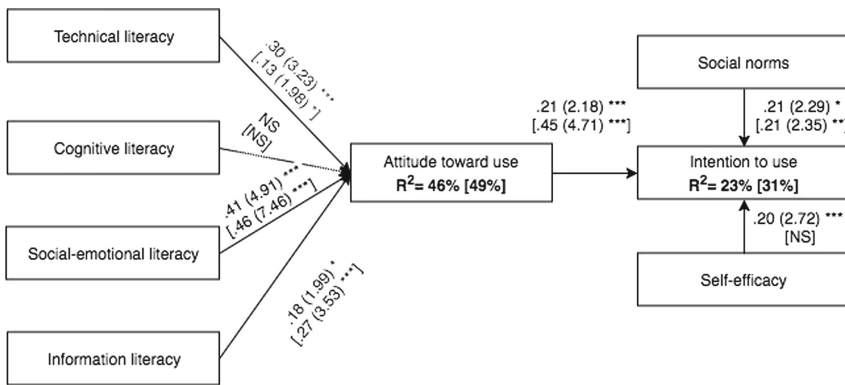 Technical literacy
.30 (3.23) ***
[.13 (1.98) *]
Social norms
.21 (2.18) ***
[.45 (4.71) ***]
.21 (2.29) *
[.21 (2.35) **
Cognitive literacy
NS
[NS]
Attitude toward use
R²= 46% [49%]
Intention to use
R²= 23% [31%]
.41 (4.91) ***
[.46 (7.46) ***]
.20 (2.72) ***
[NS]
Social-emotional literacy
Self-efficacy
.18 (1.99) *
[.27 (3.53) ***]
Information literacy